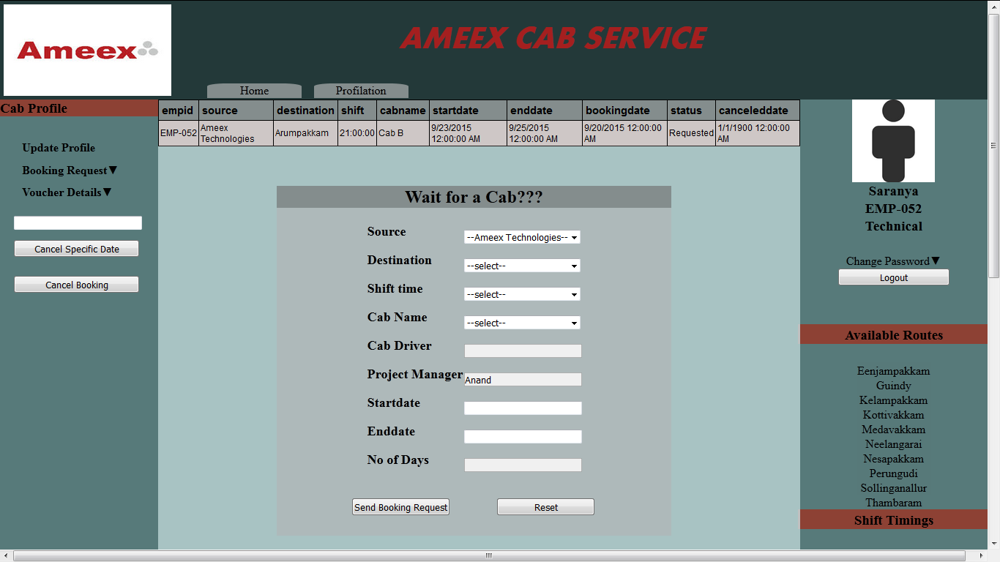 Ameex
AMEEX CAB SERVICE
Home
Profilation
Cab Profile
Update Profile
Booking Request▼
Voucher Details▼
Cancel Specific Date
Cancel Booking
empid source destination shift cabname startdate enddate bookingdate status canceleddate
EMP-052 Ameex Technologies Arumpakkam 21:00:00 Cab B 9/23/2015 12:00:00 AM 9/25/2015 12:00:00 AM 9/20/2015 12:00:00 AM Requested 1/1/1900 12:00:00 AM
Wait for a Cab???
Source --Ameex Technologies--
Destination --select--
Shift time --select--
Cab Name --select--
Cab Driver
Project Manager Anand
Startdate
Enddate
No of Days
Send Booking Request Reset
Saranya
EMP-052
Technical
Change Password▼
Logout
Available Routes
Eenjampakkam
Guindy
Kelampakkam
Kottivakkam
Medavakkam
Neelangarai
Nesapakkam
Perungudi
Sollinganallur
Thambaram
Shift Timings